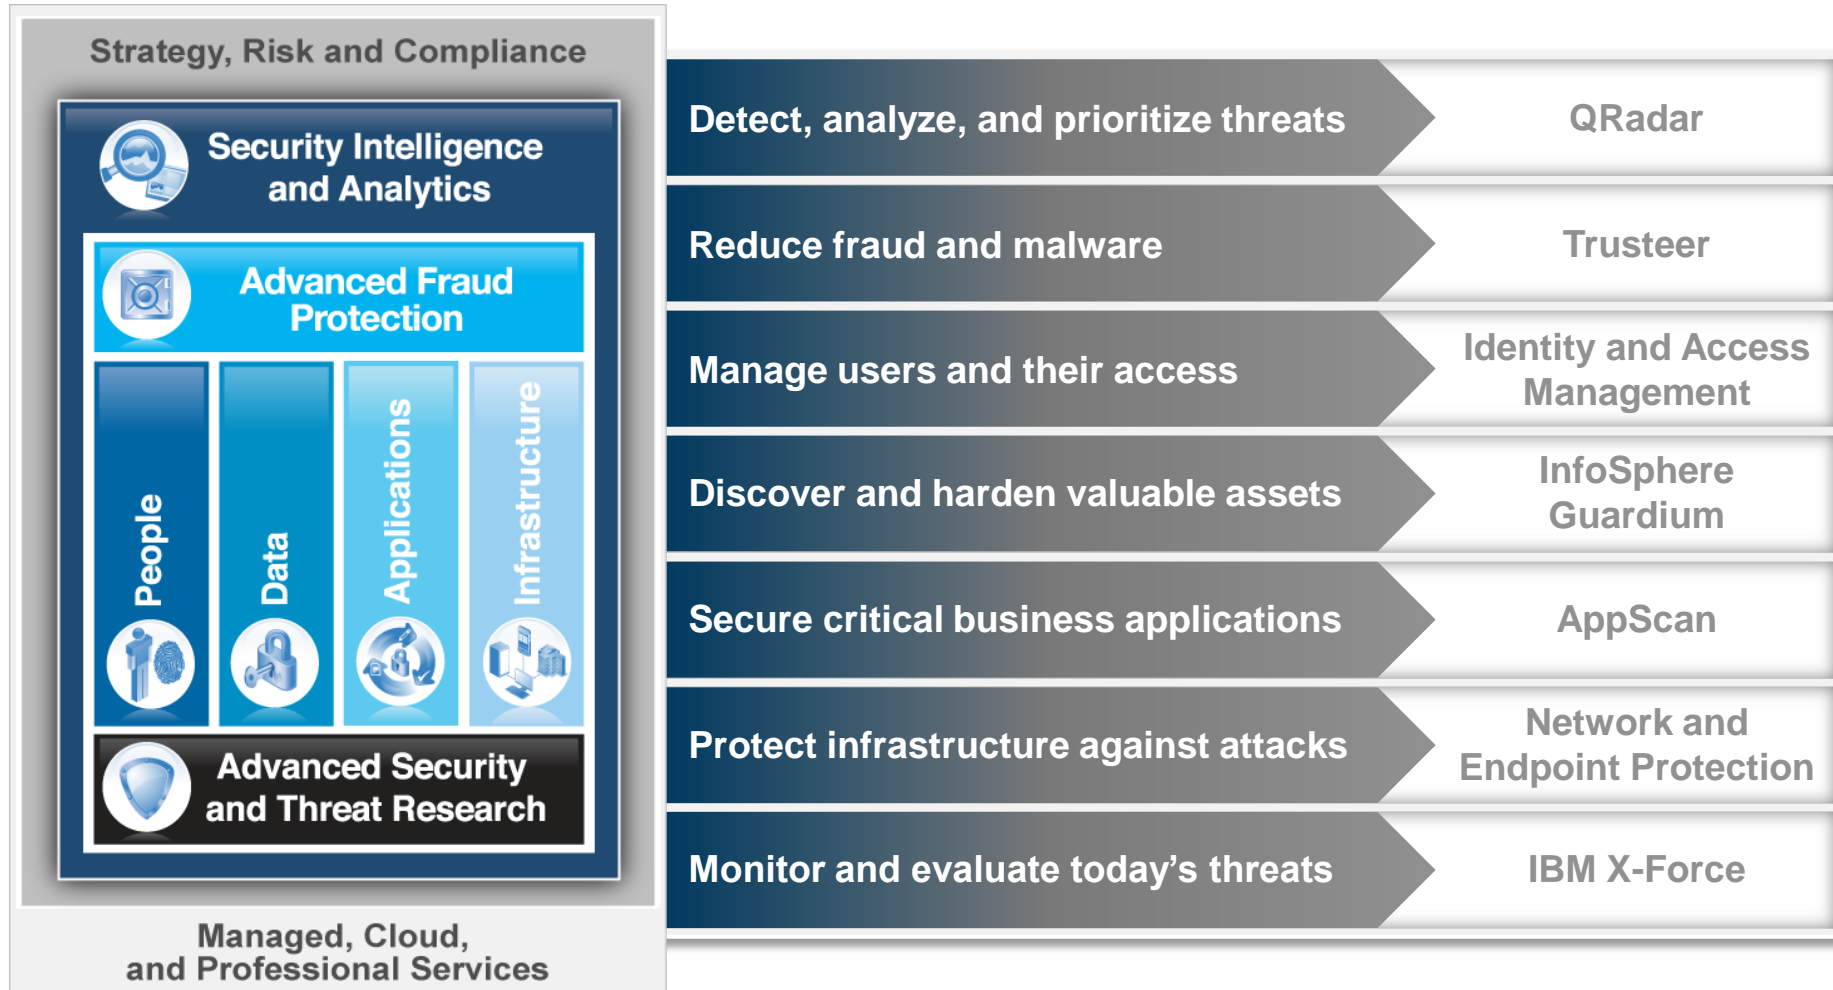 Strategy, Risk and Compliance
Security Intelligence
and Analytics
Advanced Fraud
Protection
People
Data
Applications
Infrastructure
Advanced Security
and Threat Research
Managed, Cloud,
and Professional Services
Detect, analyze, and prioritize threats
QRadar
Reduce fraud and malware
Trusteer
Manage users and their access
Identity and Access
Management
Discover and harden valuable assets
InfoSphere
Guardium
Secure critical business applications
AppScan
Protect infrastructure against attacks
Network and
Endpoint Protection
Monitor and evaluate today’s threats
IBM X-Force